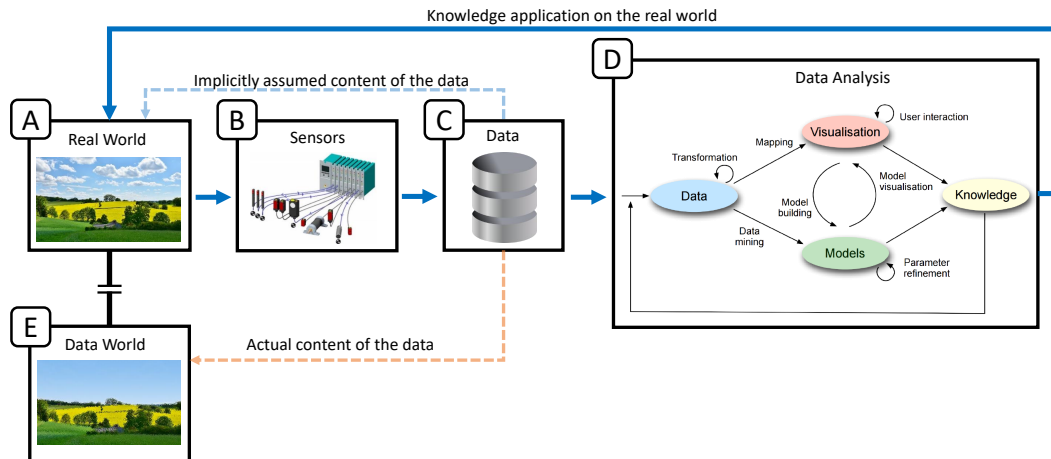 Knowledge application on the real world
Implicitly assumed content of the data
A
Real World
B
Sensors
C
Data
D
Data Analysis
Visualisation
User interaction
Mapping
Transformation
Data
Model
visualisation
Model
building
Knowledge
Data
mining
Models
Parameter
refinement
E
Data World
Actual content of the data